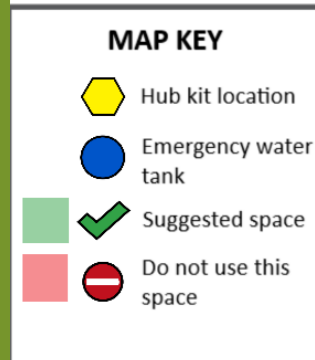 MAP KEY
Hub kit location
Emergency water
tank
Suggested space
Do not use this
space